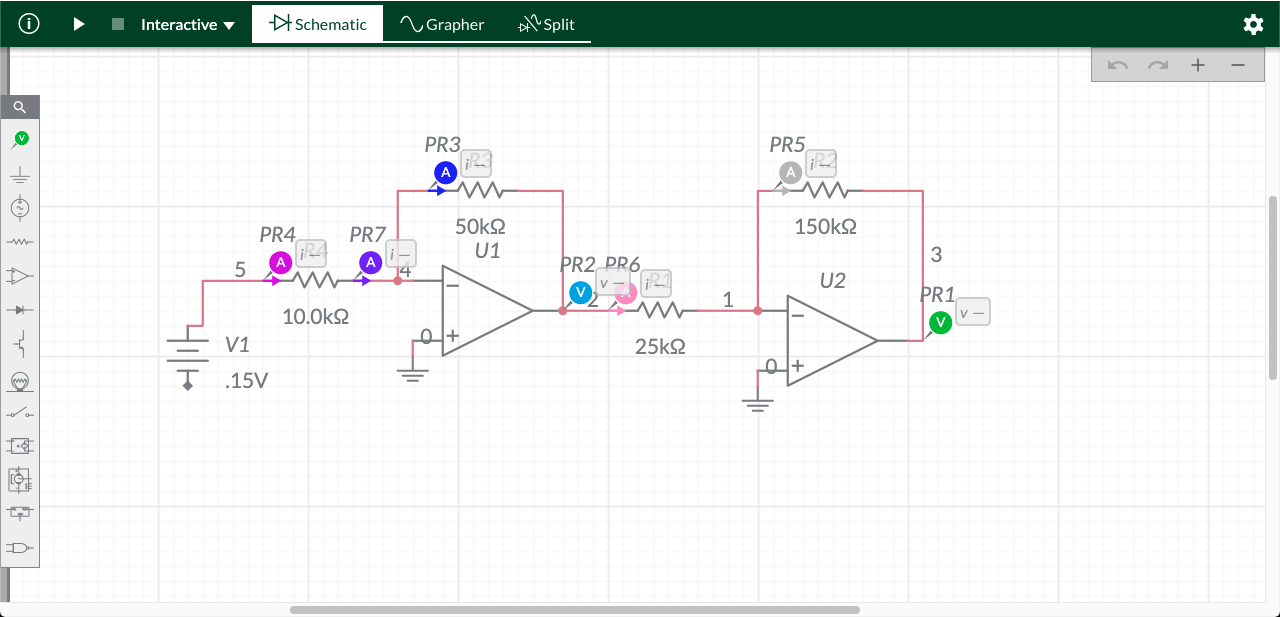 Interactive Schematic Grapher Split
PR3 PR5
A i — R3 A i — R2
V
50kΩ 150kΩ
PR4 PR7 U1
A i — R4 A i —
5 4 3
PR2 PR6 U2
V v — A i — R1 PR1
2 1 V v —
10.0kΩ
0 25kΩ
V1
.15V 0